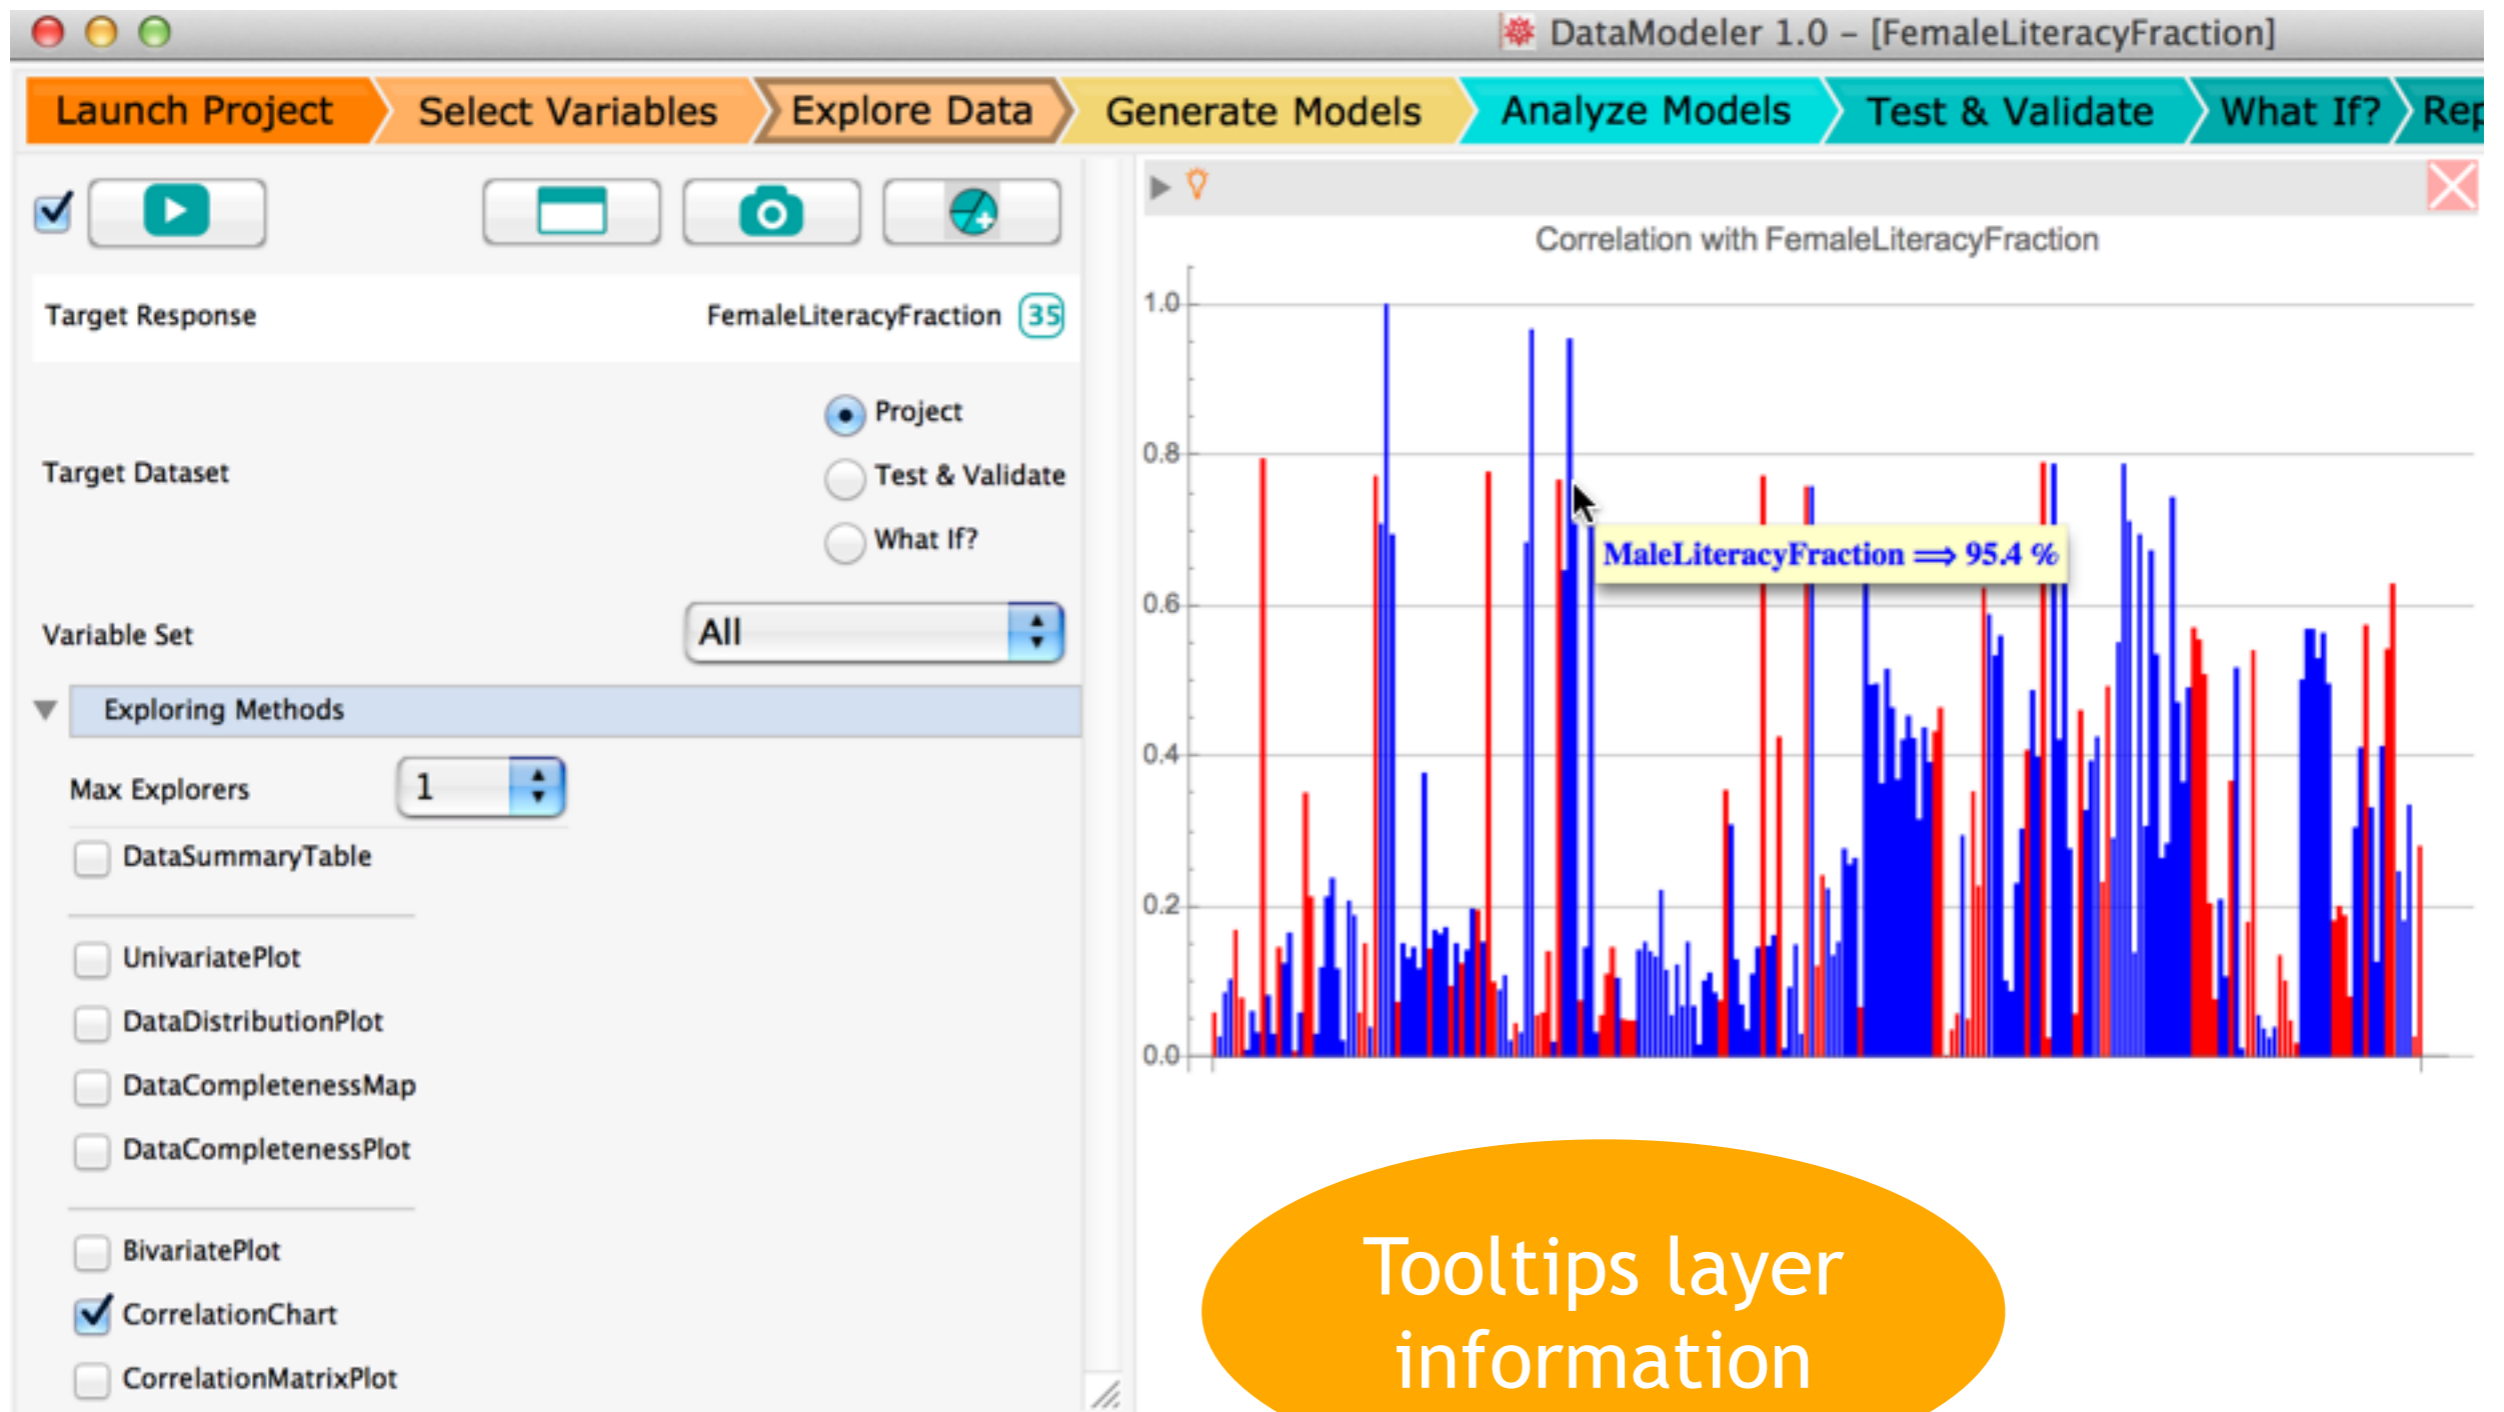 DataModeler 1.0 – [FemaleLiteracyFraction]
Launch Project
Select Variables
Explore Data
Generate Models
Analyze Models
Test & Validate
What If?
Target Response
FemaleLiteracyFraction 35
Target Dataset
Project
Test & Validate
What If?
Variable Set
All
Exploring Methods
Max Explorers
1
DataSummaryTable
UnivariatePlot
DataDistributionPlot
DataCompletenessMap
DataCompletenessPlot
BivariatePlot
CorrelationChart
CorrelationMatrixPlot
Correlation with FemaleLiteracyFraction
1.0
0.8
0.6
0.4
0.2
0.0
MaleLiteracyFraction ⟹ 95.4 %
Tooltips layer
information